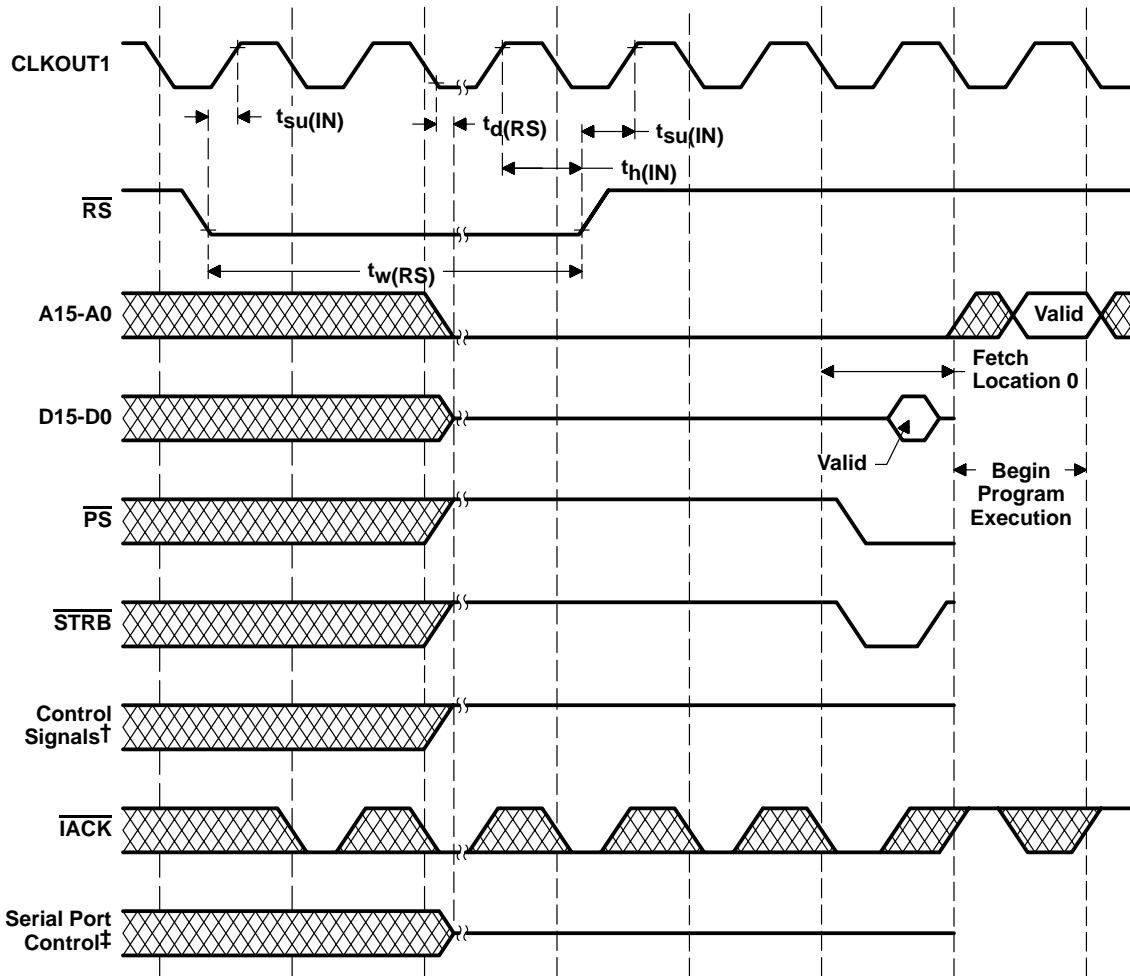 CLKOUT1
tsu(IN)
td(RS)
tsu(IN)
th(IN)
RS
tw(RS)
A15-A0
Valid
Fetch
Location 0
D15-D0
Valid
Begin
Program
Execution
PS
STRB
Control
Signals†
IACK
Serial Port
Control‡